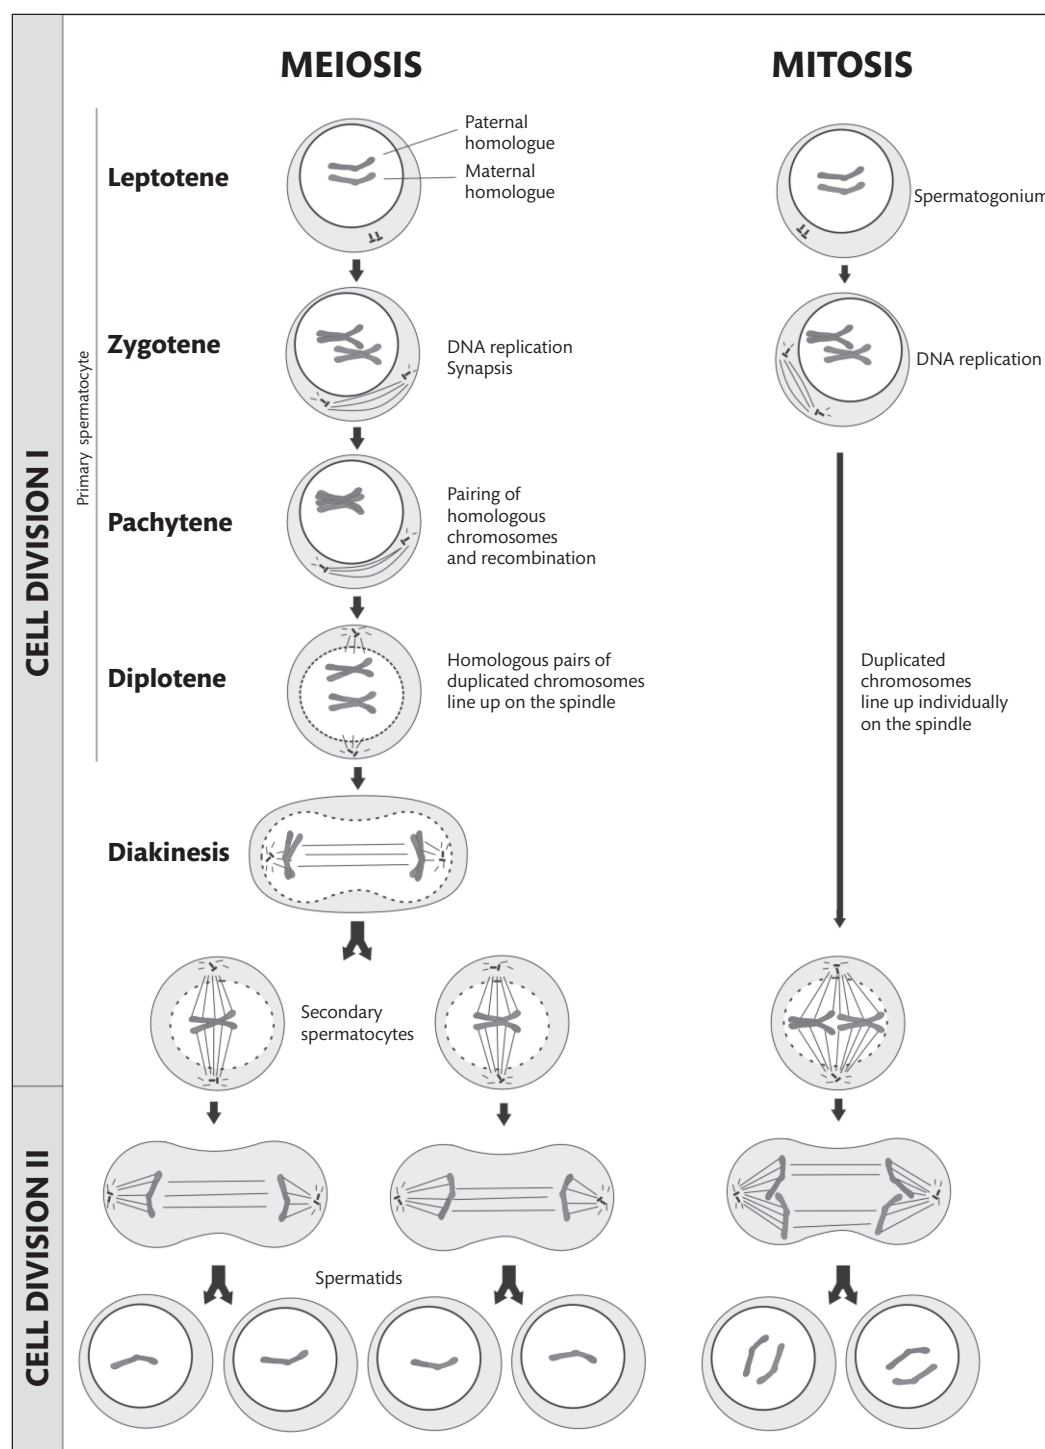 MEIOSIS
MITOSIS
Leptotene
Paternal
homologue
Maternal
homologue
Spermatogonium
Zygotene
DNA replication
Synapsis
DNA replication
Primary spermatocyte
CELL DIVISION I
Pachytene
Pairing of
homologous
chromosomes
and recombination
Diplotene
Homologous pairs of
duplicated chromosomes
line up on the spindle
Duplicated
chromosomes
line up individually
on the spindle
Diakinesis
Secondary
spermatocytes
CELL DIVISION II
Spermatids